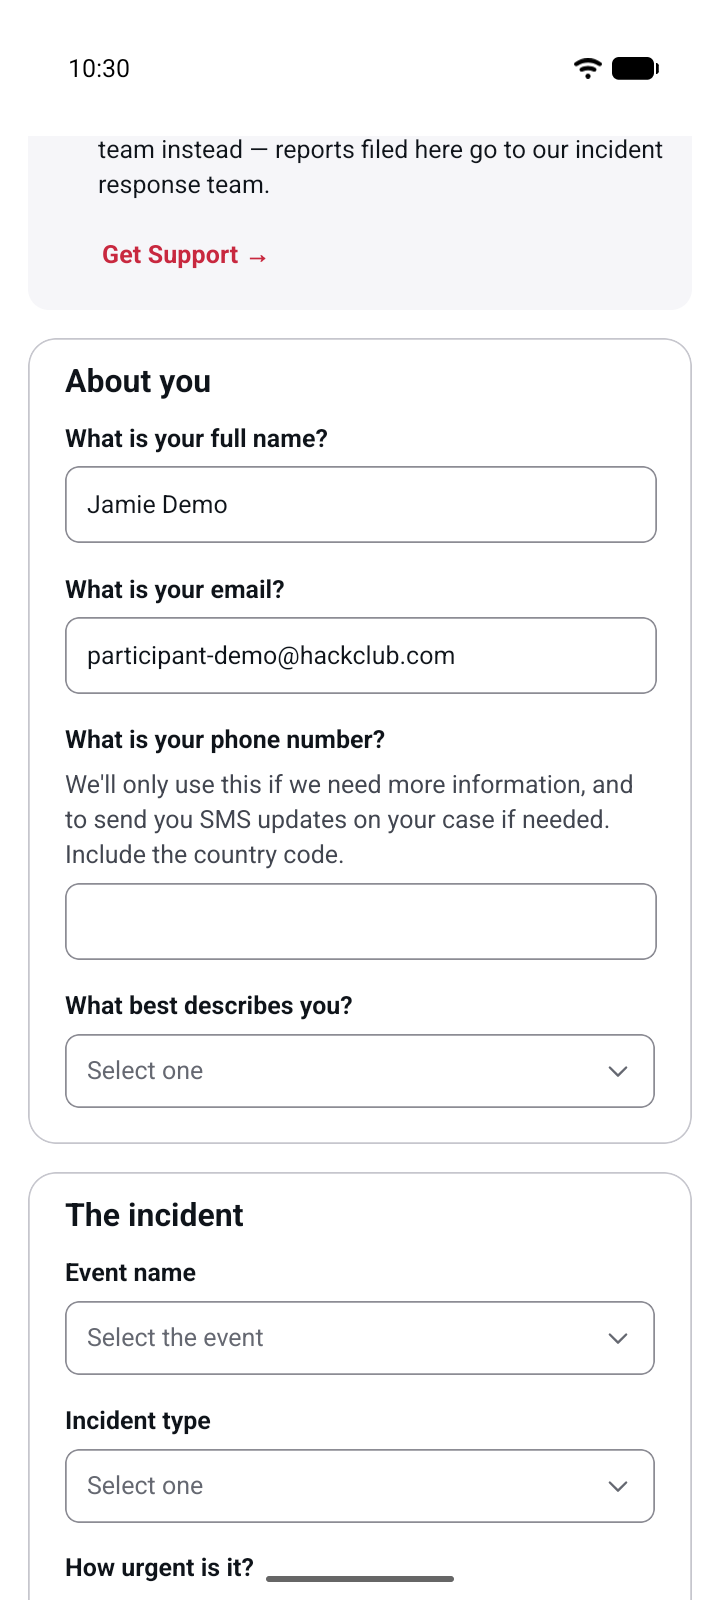 10:30
team instead — reports filed here go to our incident
response team.
Get Support →
About you
What is your full name?
Jamie Demo
What is your email?
participant-demo@hackclub.com
What is your phone number?
We'll only use this if we need more information, and
to send you SMS updates on your case if needed.
Include the country code.
What best describes you?
Select one
The incident
Event name
Select the event
Incident type
Select one
How urgent is it?